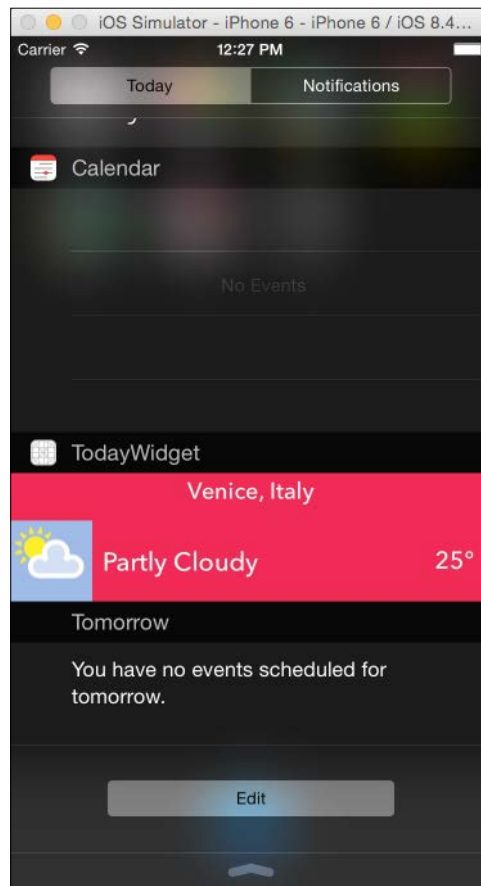 iOS Simulator - iPhone 6 - iPhone 6 / iOS 8.4...
Carrier 12:27 PM
Today Notifications
Calendar
No Events
TodayWidget
Venice, Italy
Partly Cloudy 25°
Tomorrow
You have no events scheduled for
tomorrow.
Edit